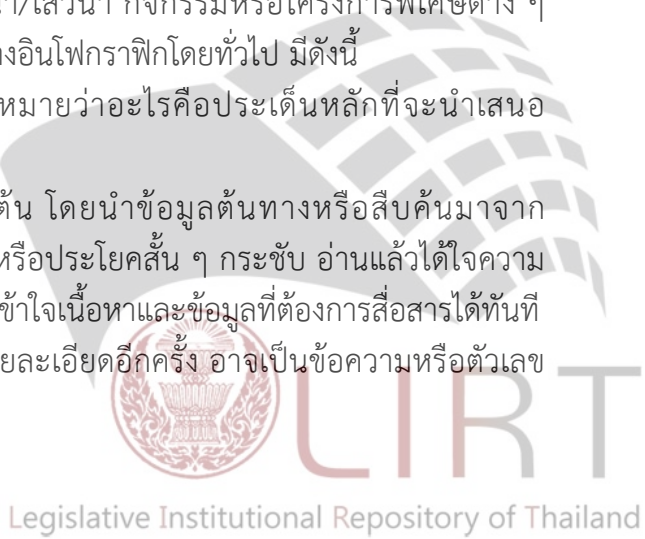 /เสวนา กิจกรรมหรือโครงการพิเศษต่าง ๆ
งอินโฟกราฟิกโดยทั่วไป มีดังนี้
หมายว่าอะไรคือประเด็นหลักที่จะนำเสนอ
ต้น โดยนำข้อมูลต้นทางหรือสืบค้นมาจาก
หรือประโยคสั้น ๆ กระชับ อ่านแล้วได้ใจความ
ข้าใจเนื้อหาและข้อมูลที่ต้องการสื่อสารได้ทันที
ยละเอียดอีกครั้ง อาจเป็นข้อความหรือตัวเลข
LIRT
Legislative Institutional Repository of Thailand